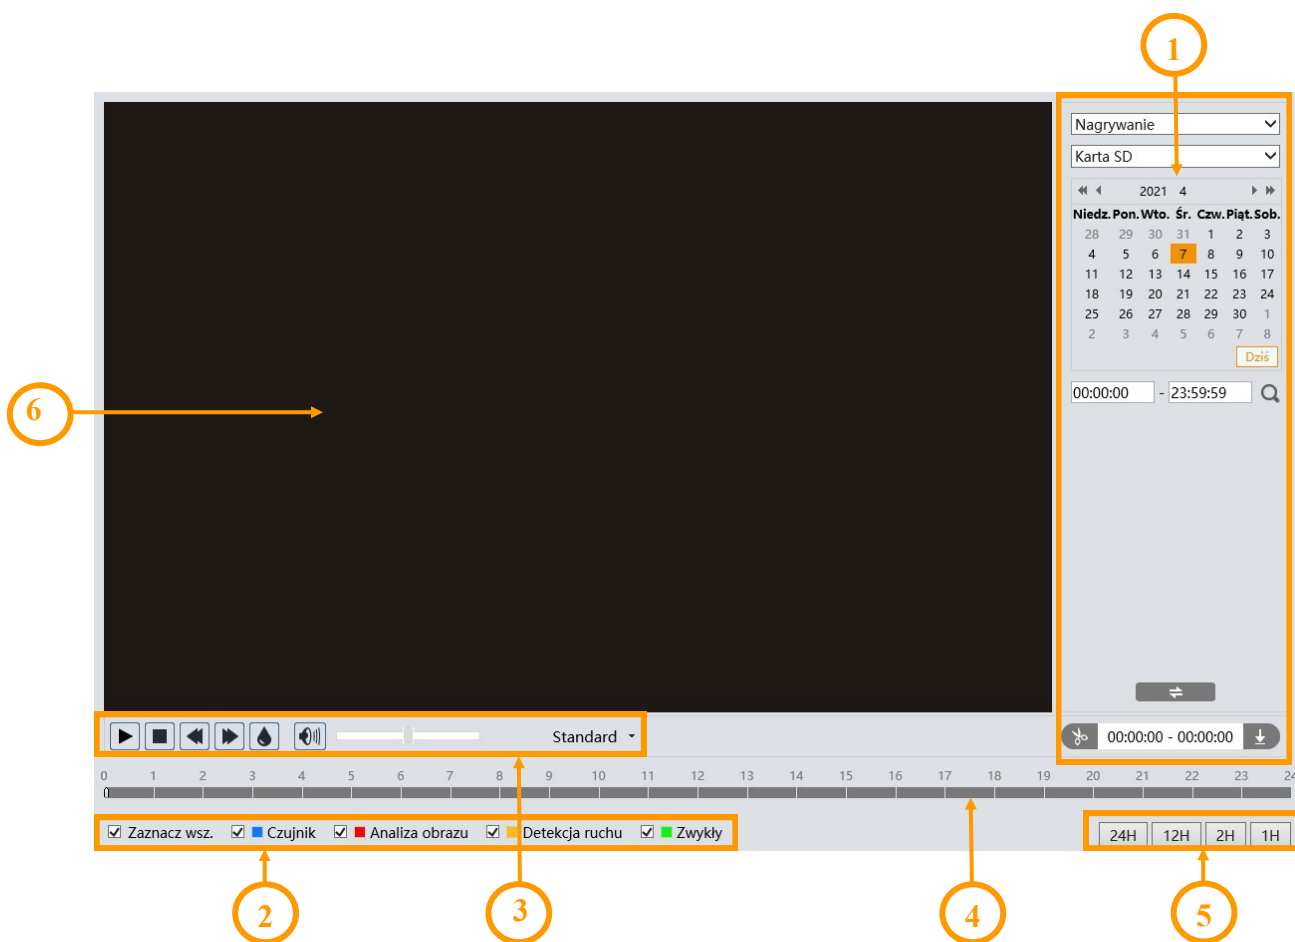 1
Nagrywanie
Karta SD
2021 4
Niedz. Pon. Wto. Śr. Czw. Piąt. Sob.
28 29 30 31 1 2 3
4 5 6 7 8 9 10
11 12 13 14 15 16 17
18 19 20 21 22 23 24
25 26 27 28 29 30 1
2 3 4 5 6 7 8
Dziś
00:00:00 - 23:59:59
6
Standard
00:00:00 - 00:00:00
0 1 2 3 4 5 6 7 8 9 10 11 12 13 14 15 16 17 18 19 20 21 22 23 24
Zaznacz wsz. Czujnik Analiza obrazu Detekcja ruchu Zwykły
24H 12H 2H 1H
2 3 4 5